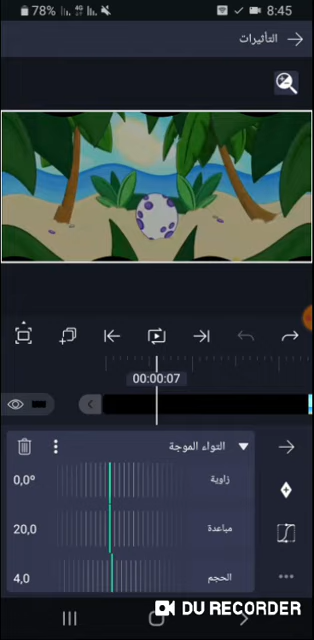 78% 4G 8:45
التأثيرات
00:00:07
التواء الموجة
0,0° زاوية
20,0 مباعدة
4,0 الحجم
DU RECORDER